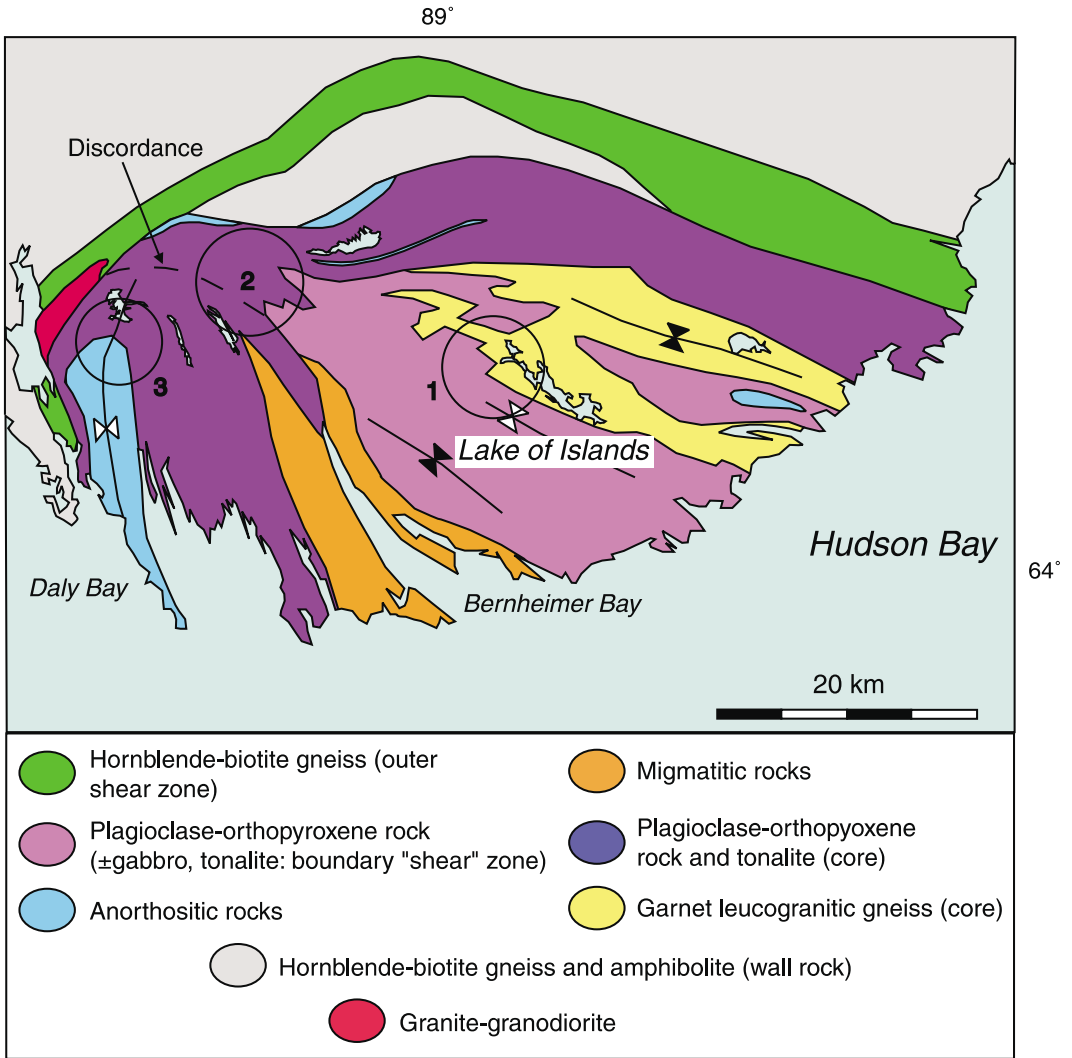 89°
Discordance
2
3
1
Lake of Islands
Hudson Bay
64°
Daly Bay
Bernheimer Bay
20 km
Hornblende-biotite gneiss (outer
shear zone)
Migmatitic rocks
Plagioclase-orthopyroxene rock
(±gabbro, tonalite: boundary "shear" zone)
Plagioclase-orthopyoxene
rock and tonalite (core)
Anorthositic rocks
Garnet leucogranitic gneiss (core)
Hornblende-biotite gneiss and amphibolite (wall rock)
Granite-granodiorite